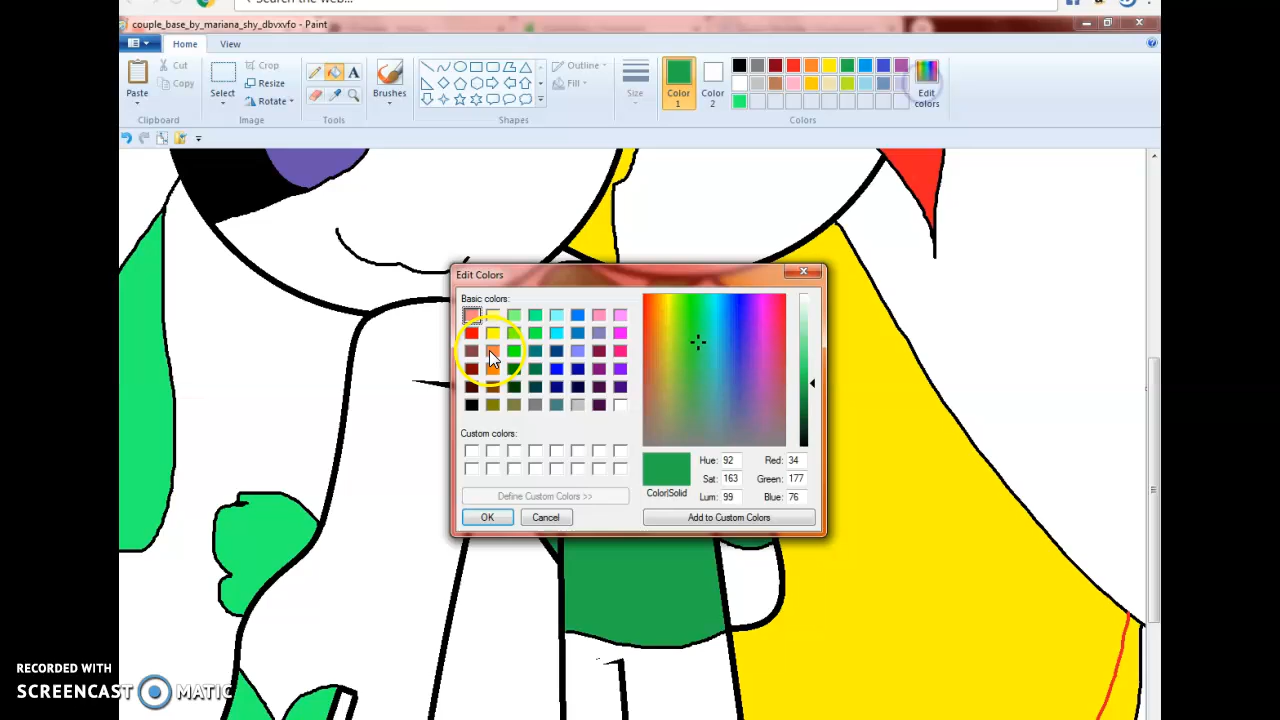 Search the web...
couple_base_by_mariana_shy_dbvxvfo - Paint
Home View
Cut
Copy
Paste
Clipboard
Crop
Resize
Rotate
Select
Image
Tools
Brushes
Outline
Fill
Shapes
Size
Color 1
Color 2
Edit colors
Colors
Edit Colors
Basic colors:
Custom colors:
Define Custom Colors >>
OK Cancel
Color|Solid
Hue: 92 Red: 34
Sat: 163 Green: 177
Lum: 99 Blue: 76
Add to Custom Colors
RECORDED WITH
SCREENCAST MATIC